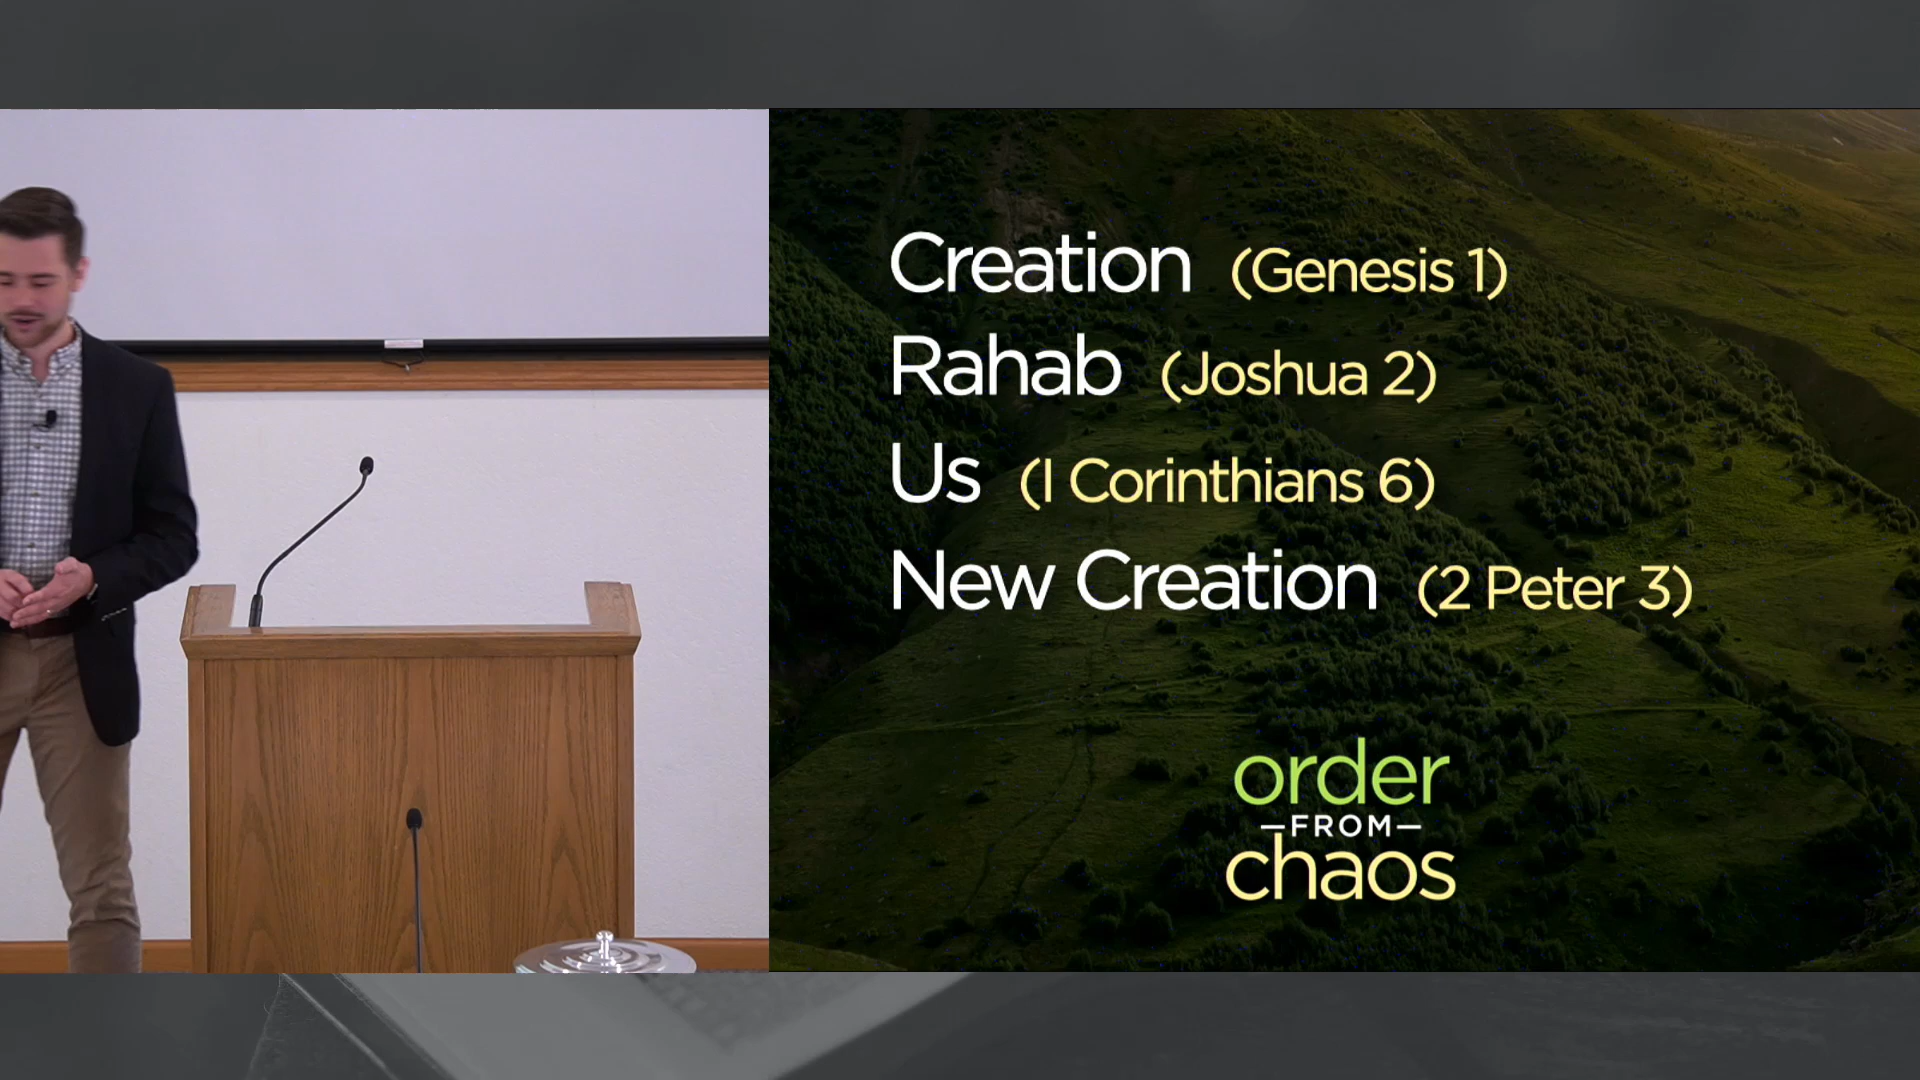 Creation (Genesis 1)
Rahab (Joshua 2)
Us (I Corinthians 6)
New Creation (2 Peter 3)
order
—FROM—
chaos